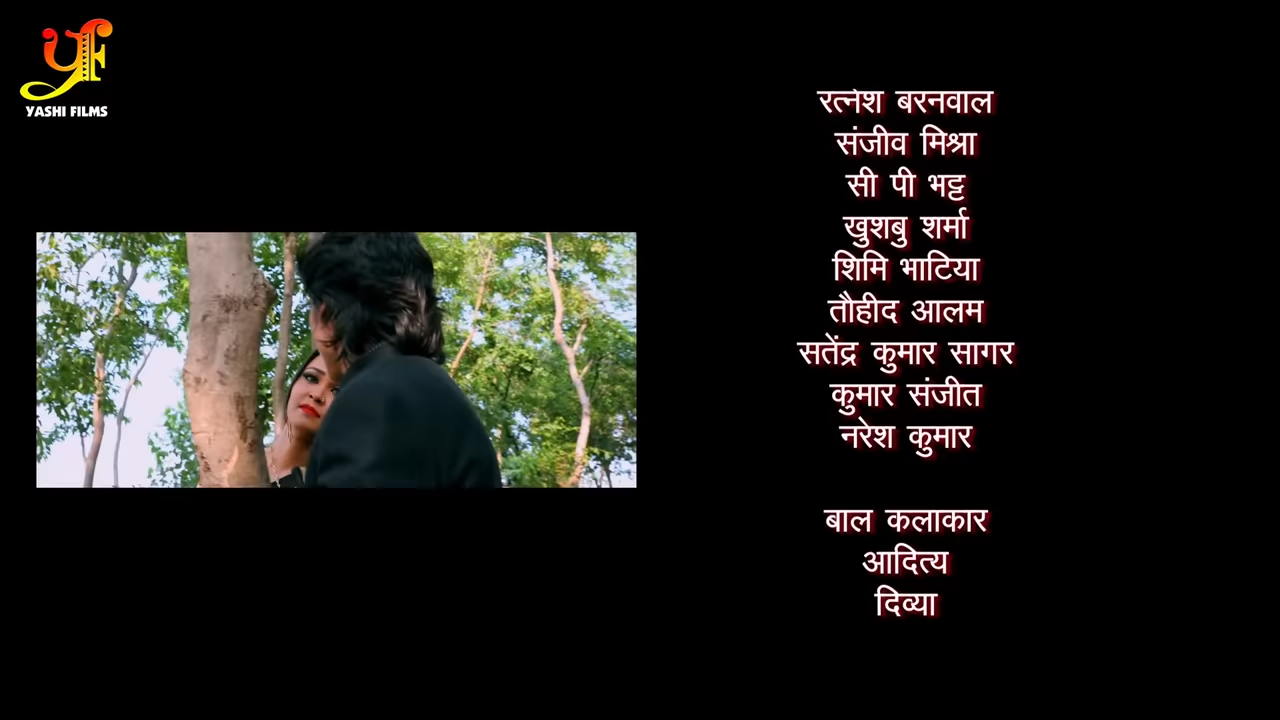 YASHI FILMS
रत्नेश बरनवाल
संजीव मिश्रा
सी पी भट्ट
खुशबु शर्मा
शिमि भाटिया
तौहीद आलम
सतेंद्र कुमार सागर
कुमार संजीत
नरेश कुमार
बाल कलाकार
आदित्य
दिव्या